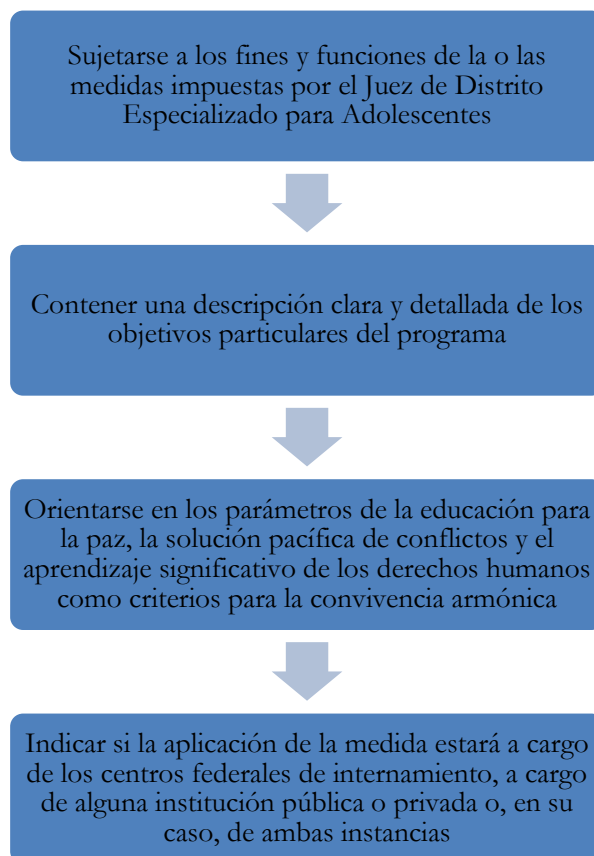 Sujetarse a los fines y funciones de la o las
medidas impuestas por el Juez de Distrito
Especializado para Adolescentes
Contener una descripción clara y detallada de los
objetivos particulares del programa
Orientarse en los parámetros de la educación para
la paz, la solución pacífica de conflictos y el
aprendizaje significativo de los derechos humanos
como criterios para la convivencia armónica
Indicar si la aplicación de la medida estará a cargo
de los centros federales de internamiento, a cargo
de alguna institución pública o privada o, en su
caso, de ambas instancias